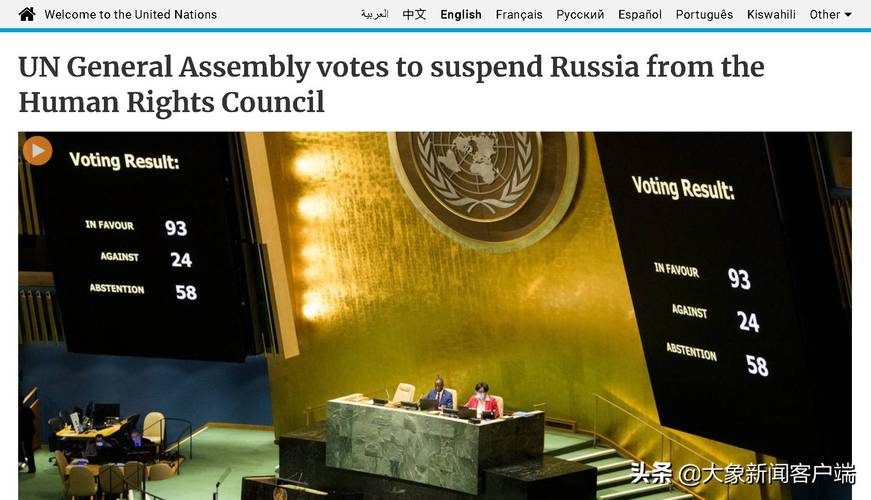 Welcome to the United Nations
العربية 中文 English Français Русский Español Português Kiswahili Other
UN General Assembly votes to suspend Russia from the
Human Rights Council
Voting Result:
IN FAVOUR 93
AGAINST 24
ABSTENTION 58
Voting Result:
IN FAVOUR 93
AGAINST 24
ABSTENTION 58
头条 @大象新闻客户端